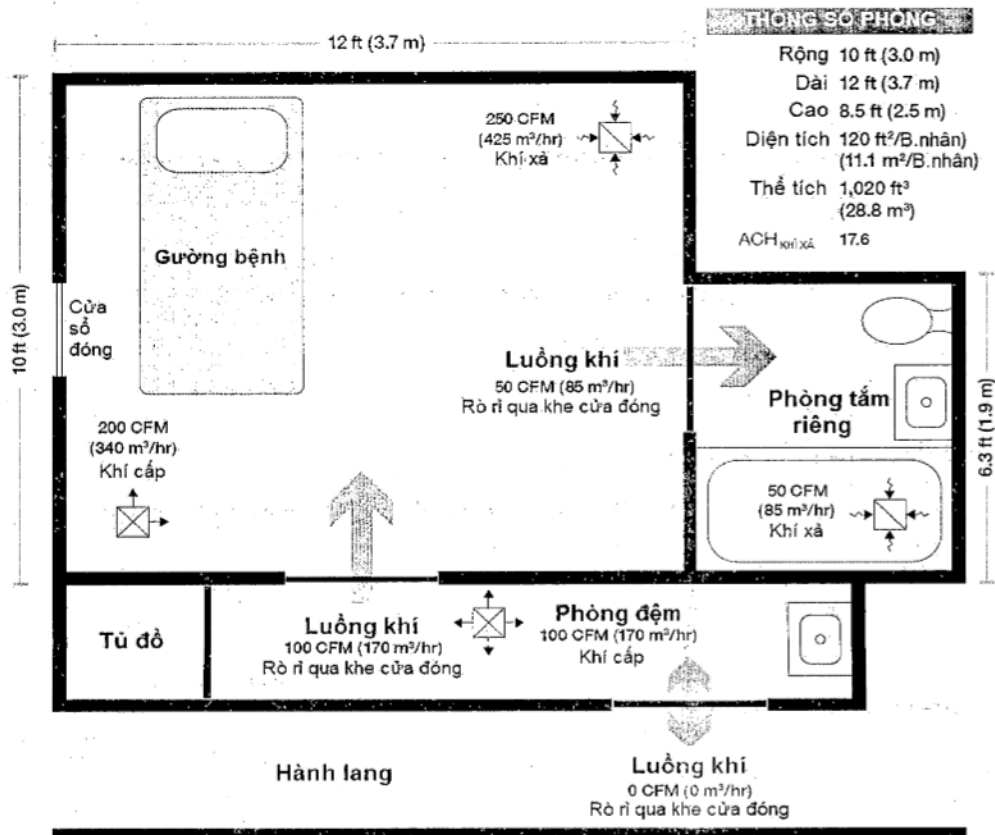 THÔNG SỐ PHÒNG
Rộng 10 ft (3.0 m)
Dài 12 ft (3.7 m)
Cao 8.5 ft (2.5 m)
Diện tích 120 ft²/B.nhân)
(11.1 m²/B.nhân)
Thể tích 1,020 ft³
(28.8 m³)
ACH KHÍ XẢ 17.6
12 ft (3.7 m)
10 ft (3.0 m)
250 CFM
(425 m³/hr)
Khí xả
Gường bệnh
Cửa
sổ
đóng
Luồng khí
50 CFM (85 m³/hr)
Rò rỉ qua khe cửa đóng
Phòng tắm
riêng
6.3 ft (1.9 m)
200 CFM
(340 m³/hr)
Khí cấp
50 CFM
(85 m³/hr)
Khí xả
Tủ đồ
Luồng khí
100 CFM (170 m³/hr)
Rò rỉ qua khe cửa đóng
Phòng đệm
100 CFM (170 m³/hr)
Khí cấp
Hành lang
Luồng khí
0 CFM (0 m³/hr)
Rò rỉ qua khe cửa đóng